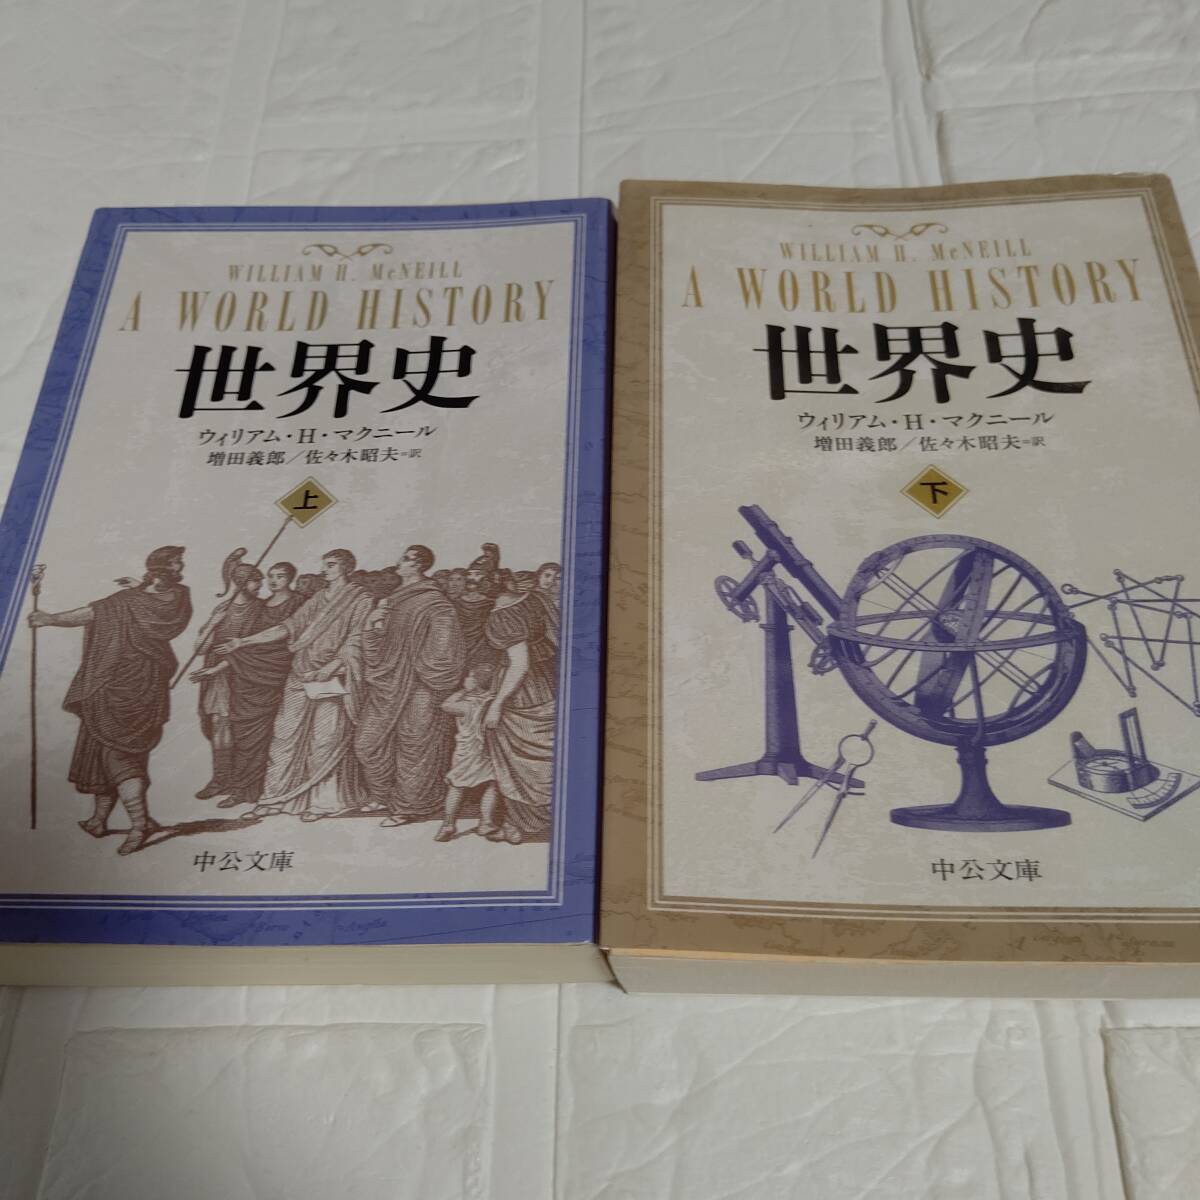 WILLIAM H. McNEILL
A WORLD HISTORY
世界史
ウィリアム・H・マクニール
増田義郎/佐々木昭夫=訳
上
中公文庫
WILLIAM H. McNEILL
A WORLD HISTORY
世界史
ウィリアム・H・マクニール
増田義郎/佐々木昭夫=訳
下
中公文庫